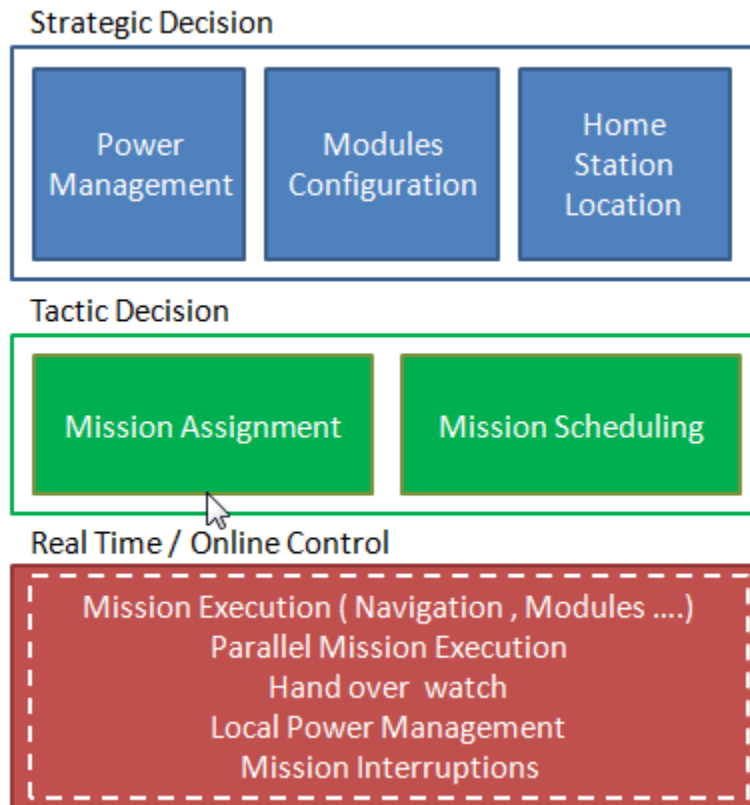 Strategic Decision
Power
Management
Modules
Configuration
Home
Station
Location
Tactic Decision
Mission Assignment
Mission Scheduling
Real Time / Online Control
Mission Execution ( Navigation , Modules ....)
Parallel Mission Execution
Hand over watch
Local Power Management
Mission Interruptions